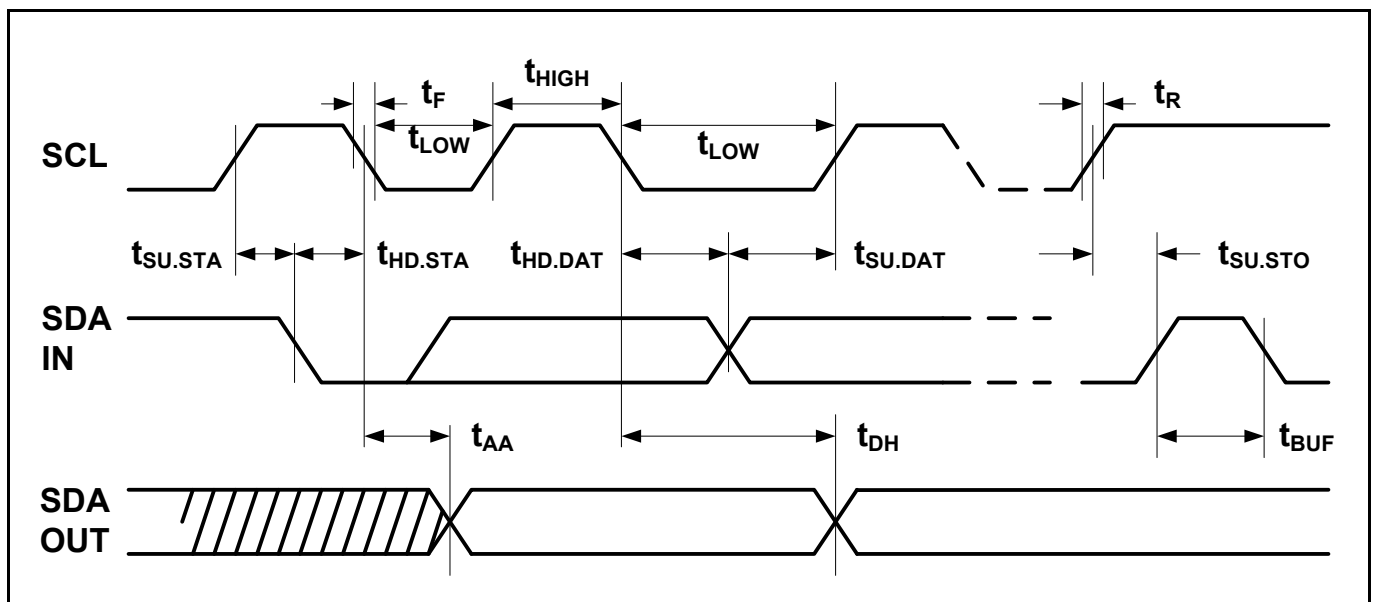 tF
tHIGH
tR
SCL
tLOW
tLOW
tSU.STA
tHD.STA
tHD.DAT
tSU.DAT
tSU.STO
SDA
IN
tAA
tDH
tBUF
SDA
OUT